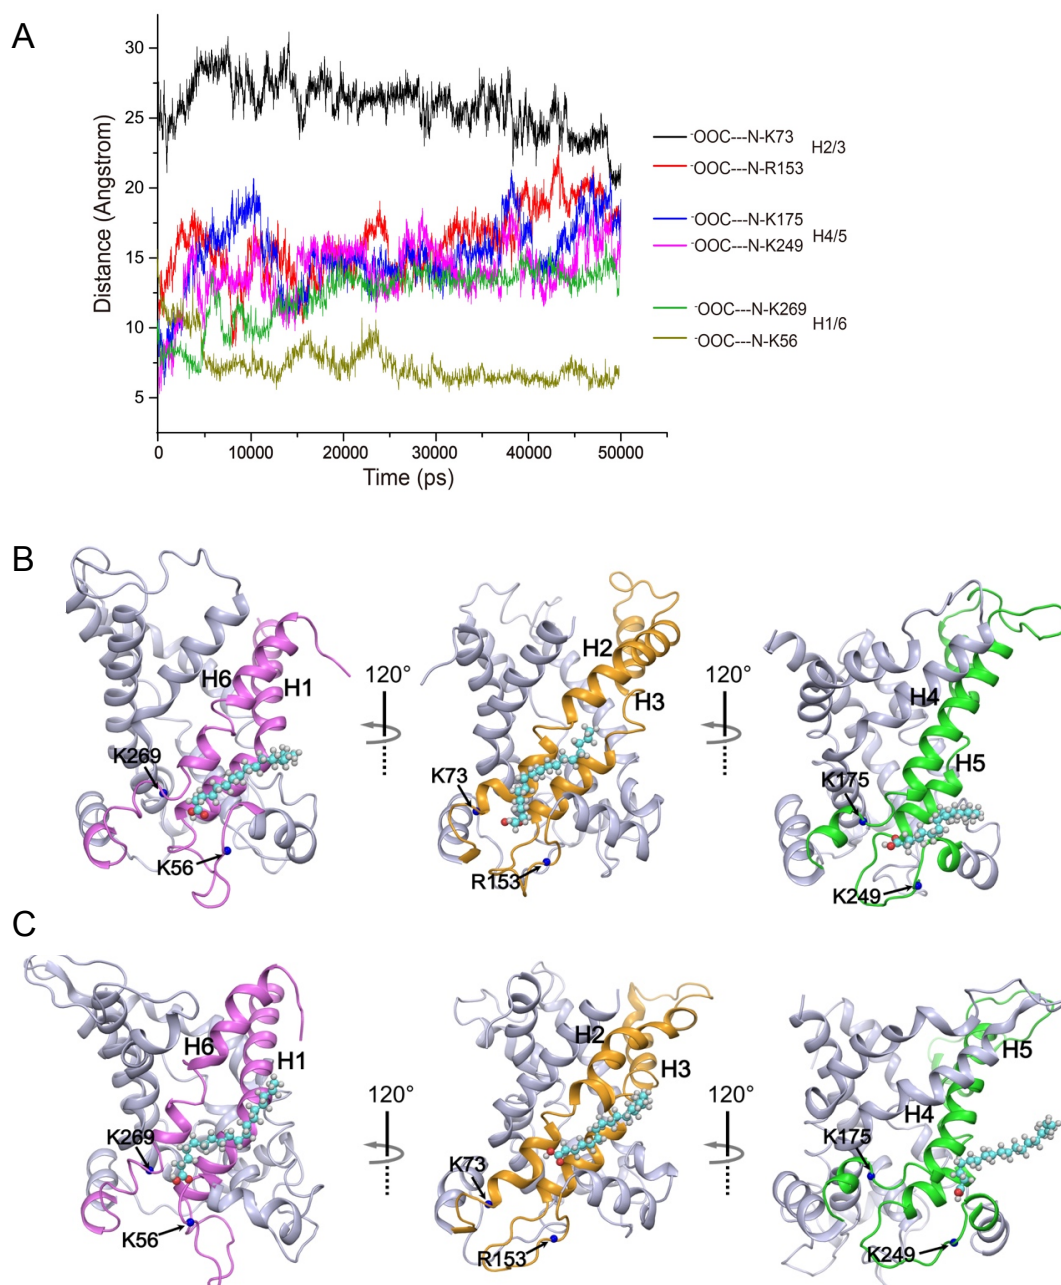 A
30
25
20
15
10
5
Distance (Angstrom)
0
10000
20000
30000
40000
50000
Time (ps)
-OOC---N-K73
H2/3
-OOC---N-R153
-OOC---N-K175
H4/5
-OOC---N-K249
-OOC---N-K269
H1/6
-OOC---N-K56
B
H6
H1
K269
K56
120°
H2
H3
K73
R153
120°
H4
H5
K175
K249
C
H6
H1
K269
K56
120°
H2
H3
K73
R153
120°
H5
H4
K175
K249